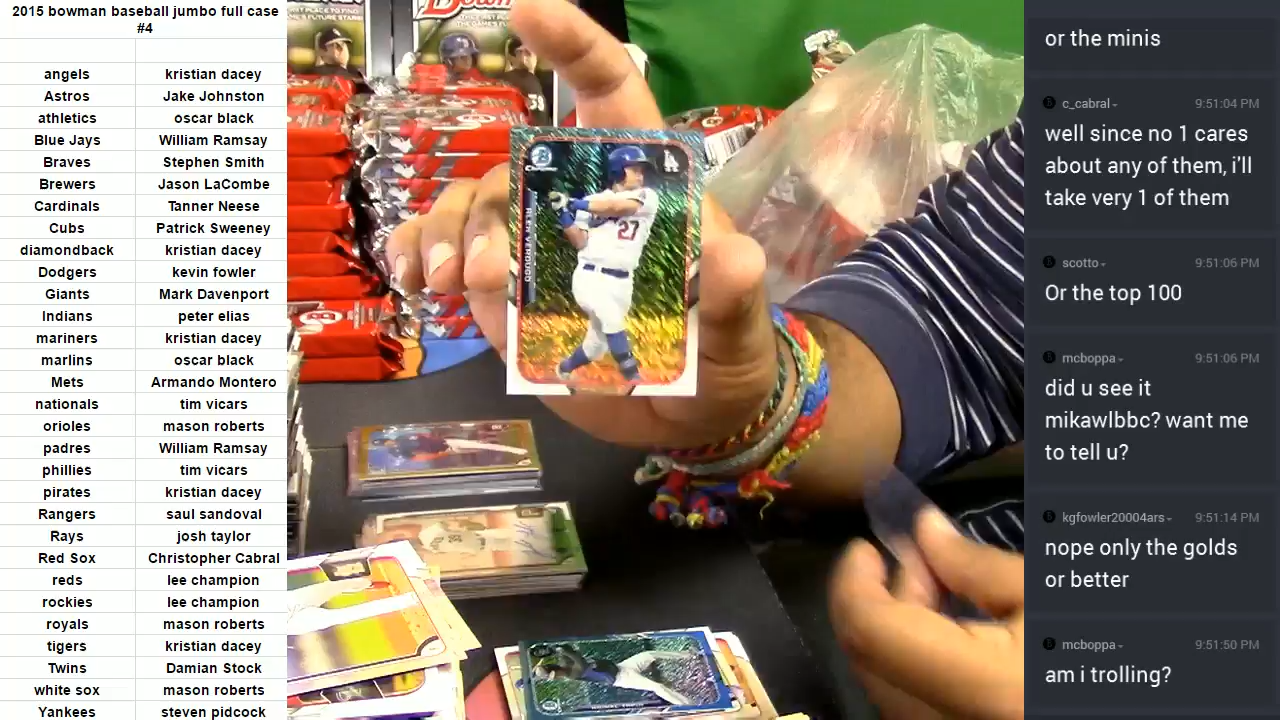 2015 bowman baseball jumbo full case
#4
angels kristian dacey
Astros Jake Johnston
athletics oscar black
Blue Jays William Ramsay
Braves Stephen Smith
Brewers Jason LaCombe
Cardinals Tanner Neese
Cubs Patrick Sweeney
diamondback kristian dacey
Dodgers kevin fowler
Giants Mark Davenport
Indians peter elias
mariners kristian dacey
marlins oscar black
Mets Armando Montero
nationals tim vicars
orioles mason roberts
padres William Ramsay
phillies tim vicars
pirates kristian dacey
Rangers saul sandoval
Rays josh taylor
Red Sox Christopher Cabral
reds lee champion
rockies lee champion
royals mason roberts
tigers kristian dacey
Twins Damian Stock
white sox mason roberts
Yankees steven pidcock
Bowman
Chrome
LA
ALEX VERDUGO
27
or the minis
c_cabral 9:51:04 PM
well since no 1 cares
about any of them, i'll
take very 1 of them
scotto 9:51:06 PM
Or the top 100
mcboppa 9:51:06 PM
did u see it
mikawlbbc? want me
to tell u?
kgfowler20004ars 9:51:14 PM
nope only the golds
or better
mcboppa 9:51:50 PM
am i trolling?